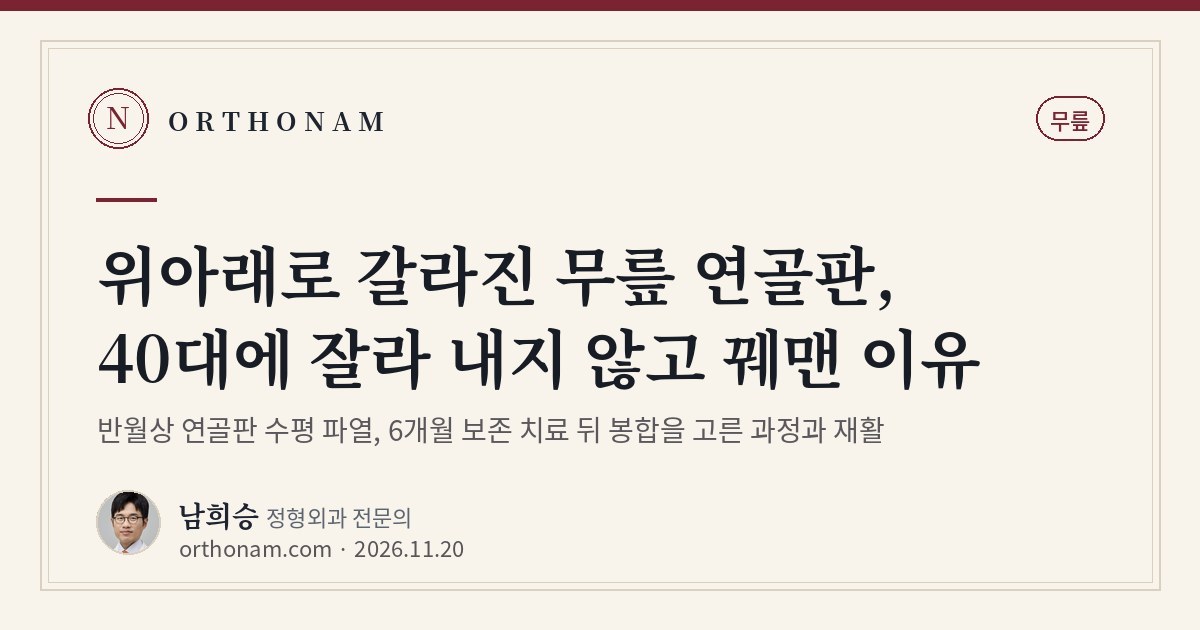 N ORTHONAM
무릎
위아래로 갈라진 무릎 연골판,
40대에 잘라 내지 않고 꿰맨 이유
반월상 연골판 수평 파열, 6개월 보존 치료 뒤 봉합을 고른 과정과 재활
남희승 정형외과 전문의
orthonam.com · 2026.11.20